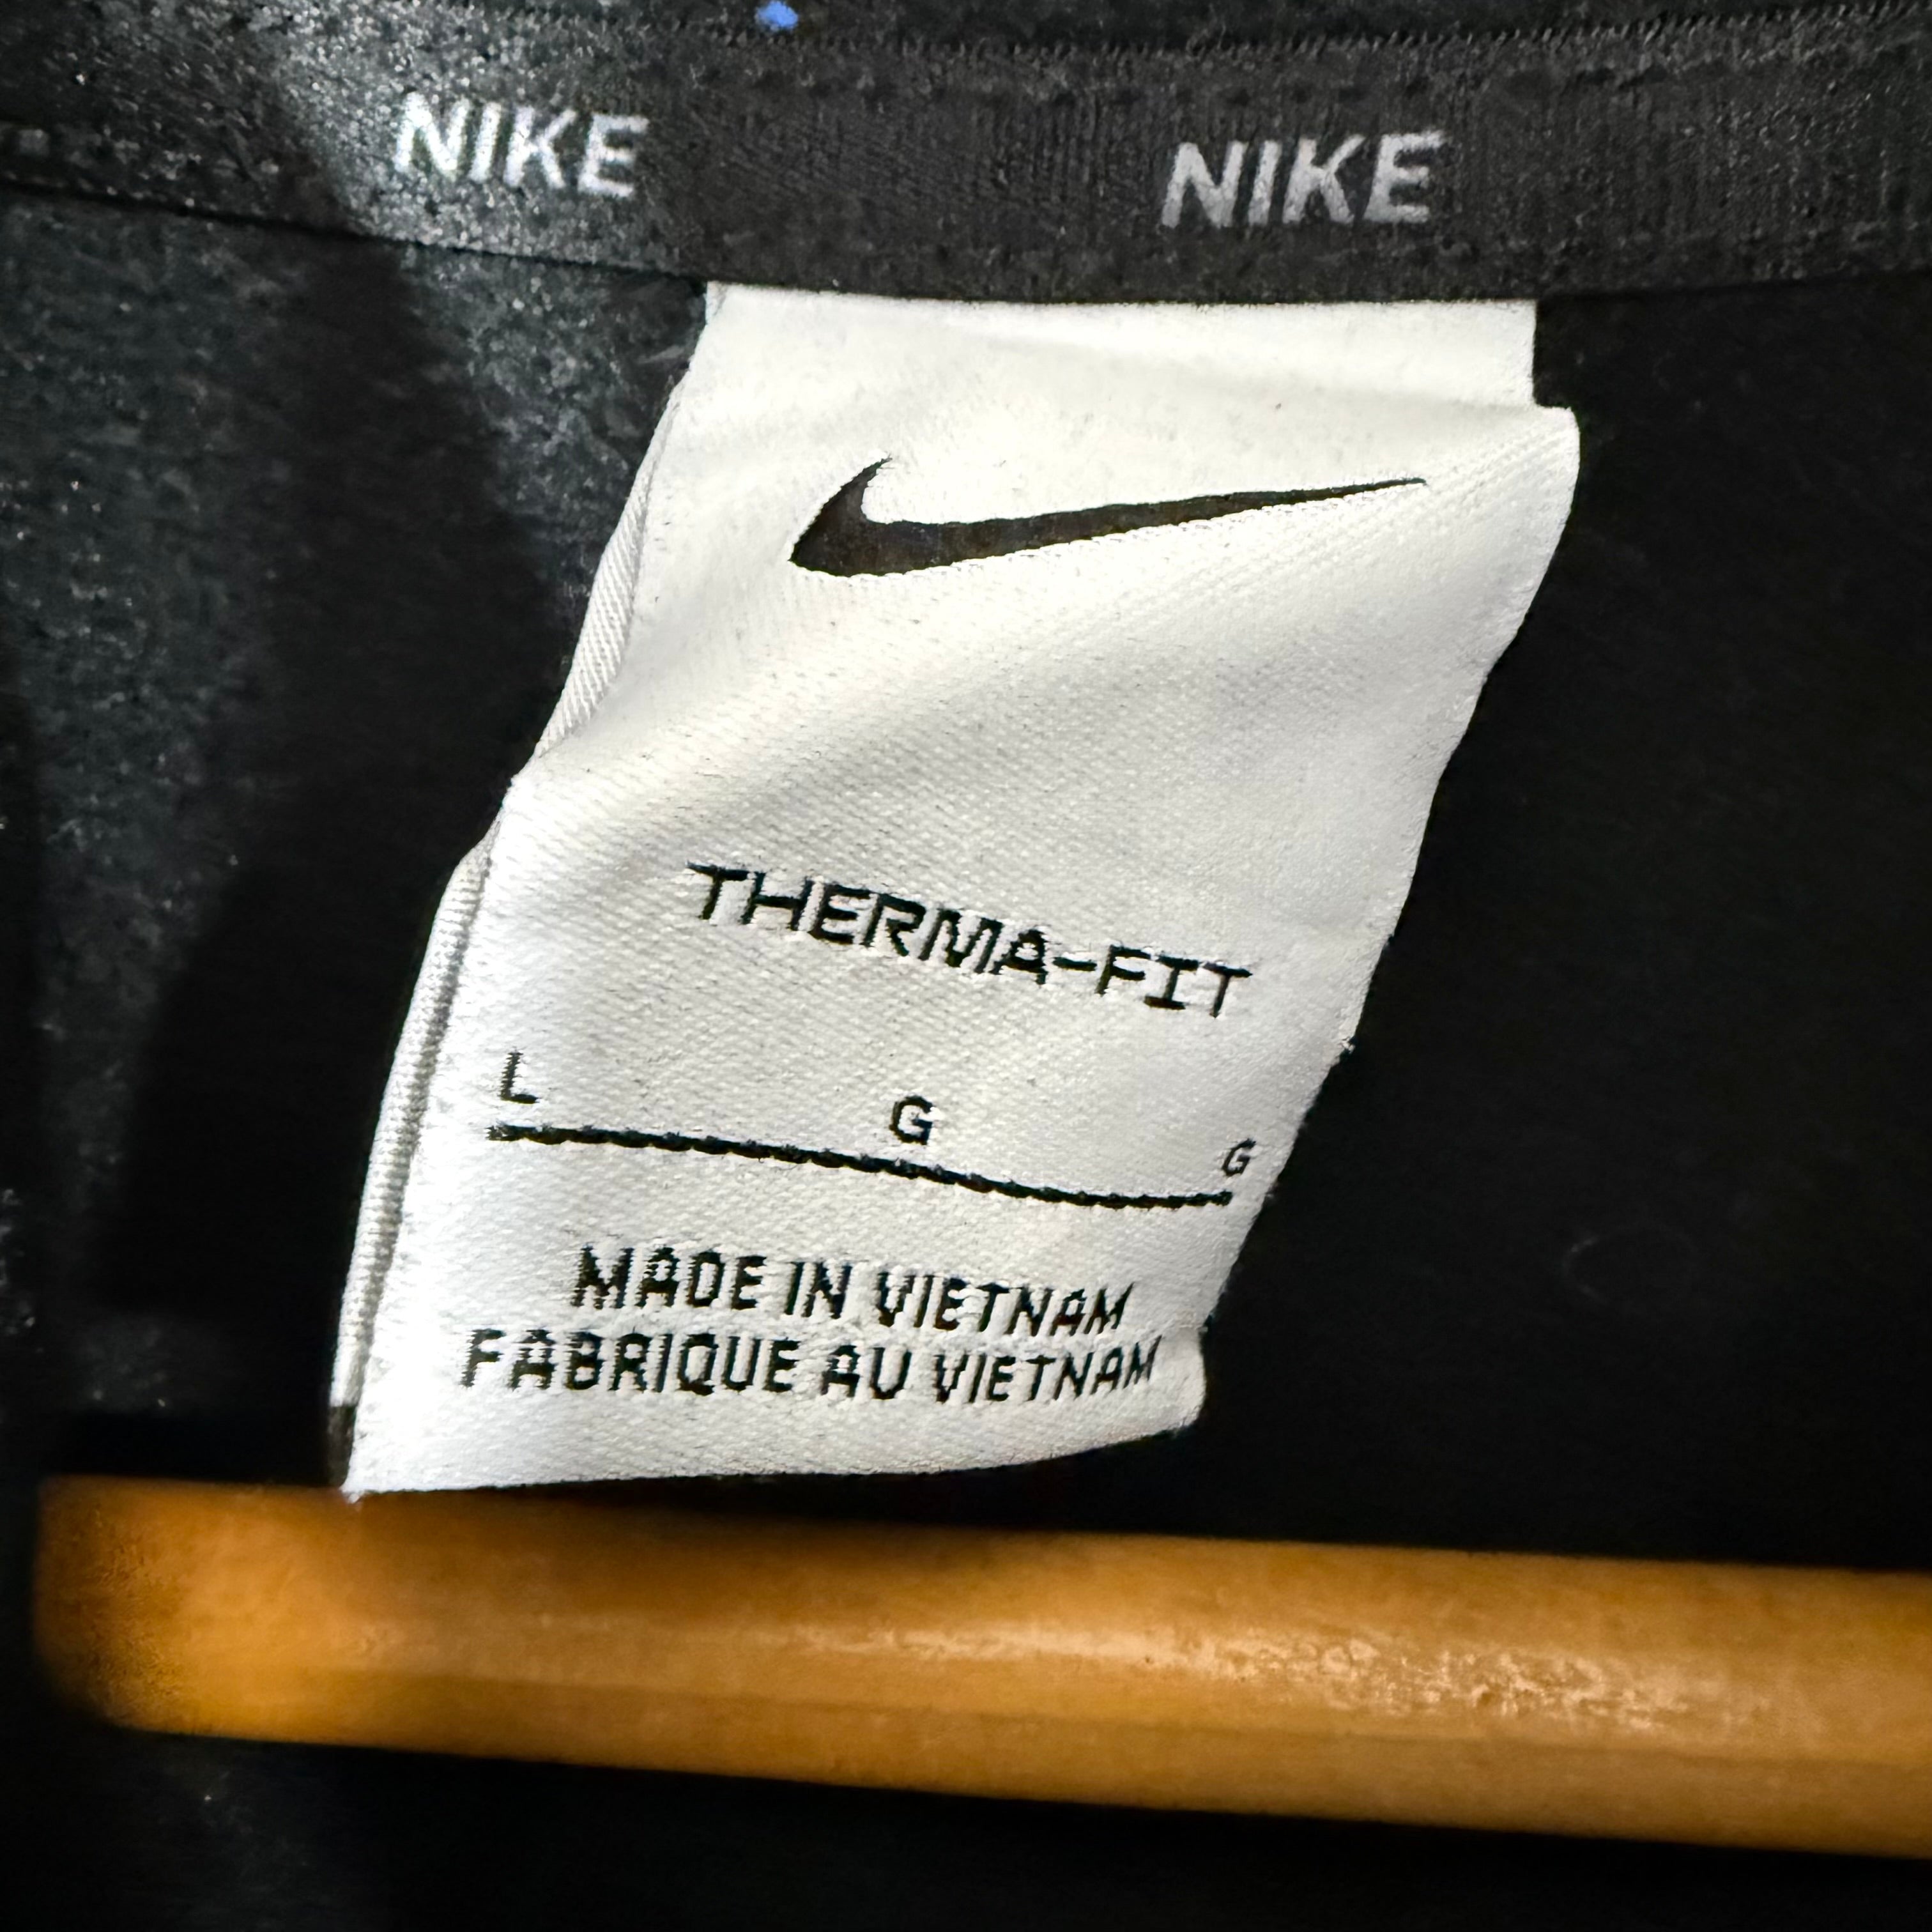 NIKE NIKE
THERMA-FIT
L G G
MADE IN VIETNAM
FABRIQUE AU VIETNAM